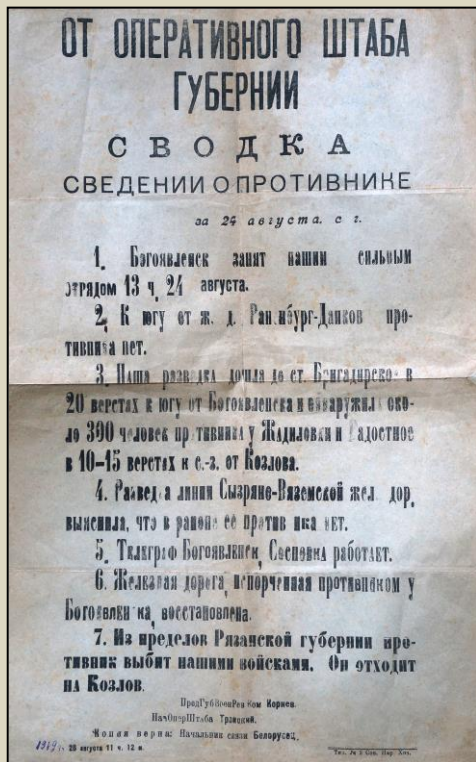 ОТ ОПЕРАТИВНОГО ШТАБА
ГУБЕРНИИ
СВОДКА
СВЕДЕНИИ О ПРОТИВНИКЕ
за 24 августа. с г.
1. Богоявленск занят нашим сильным
отрядом 13 ч. 24 августа.
2. К югу от ж. д. Раненбург-Данков про-
тивника нет.
3. Наша разведка дошла до ст. Бригадирское в
20 верстах к югу от Богоявленска и обнаружила око-
ло 300 человек противника у Жидиловки и Радостное
в 10-15 верстах к с.-з. от Козлова.
4. Разведка линии Сызрано-Вяземской жел. дор.
выяснила, что в районе ее противника нет.
5. Телеграф Богоявленск, Сосновка работает.
6. Железная дорога, испорченная противником у
Богоявленска, восстановлена.
7. Из пределов Рязанской губернии про-
тивник выбит нашими войсками. Он отходит
на Козлов.
ПредГубВоенРевКом Корнев.
НачОперШтаба Троицкий.
Копия верна: Начальник связи Белорусец.
1919 г. 25 августа 11 ч. 12 м.